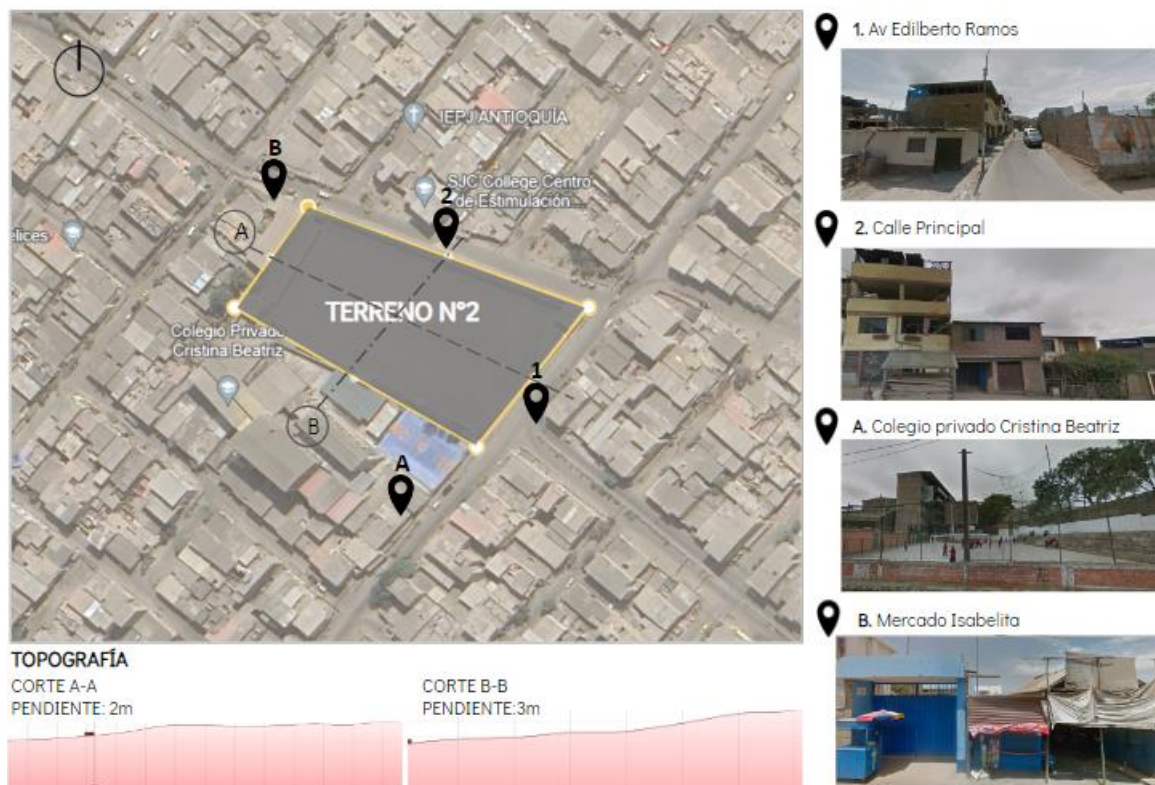 B
IEPJ ANTIOQUÍA
2
SJC College Centro
de Estimulación...
elices
A
TERRENO N°2
Colegio Privado
Cristina Beatriz
1
B
A
1. Av Edilberto Ramos
2. Calle Principal
A. Colegio privado Cristina Beatriz
B. Mercado Isabelita
TOPOGRAFÍA
CORTE A-A
PENDIENTE: 2m
CORTE B-B
PENDIENTE:3m